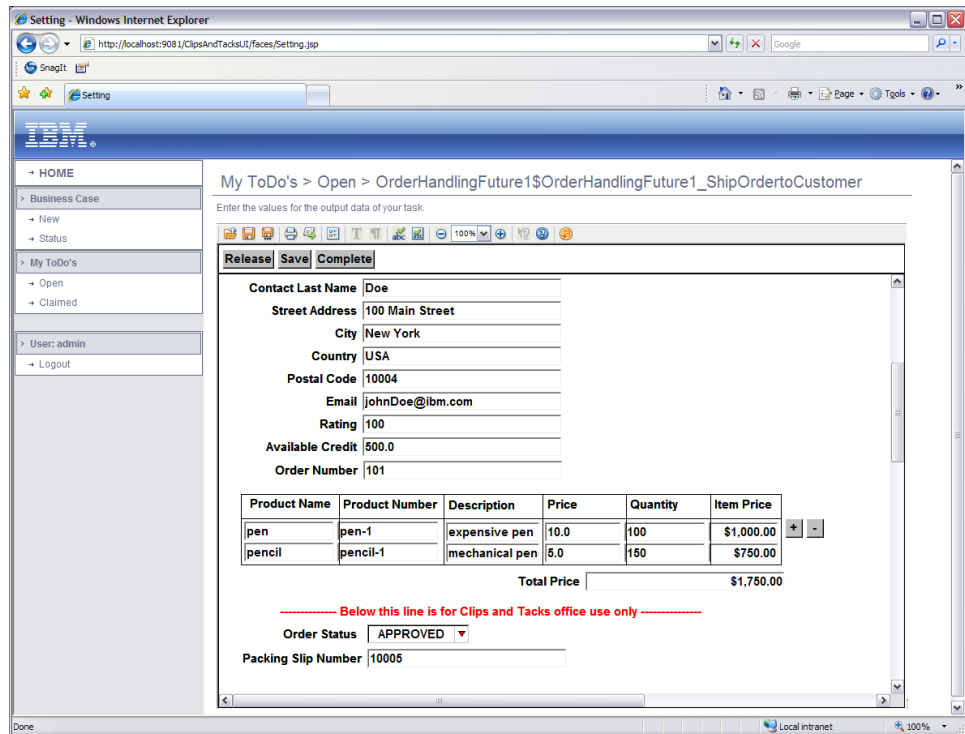 Setting - Windows Internet Explorer
http://localhost:9081/ClipsAndTacksUI/faces/Setting.jsp
Google
SnagIt
Setting
Page
Tools
»
IBM.
HOME
Business Case
New
Status
My ToDo's
Open
Claimed
User: admin
Logout
My ToDo's > Open > OrderHandlingFuture1$OrderHandlingFuture1_ShipOrdertoCustomer
Enter the values for the output data of your task.
100%
Release Save Complete
Contact Last Name Doe
Street Address 100 Main Street
City New York
Country USA
Postal Code 10004
Email johnDoe@ibm.com
Rating 100
Available Credit 500.0
Order Number 101
Product Name Product Number Description Price Quantity Item Price
pen pen-1 expensive pen 10.0 100 $1,000.00 + -
pencil pencil-1 mechanical pen 5.0 150 $750.00
Total Price $1,750.00
-------------- Below this line is for Clips and Tacks office use only ---------------
Order Status APPROVED
Packing Slip Number 10005
Done Local intranet 100%